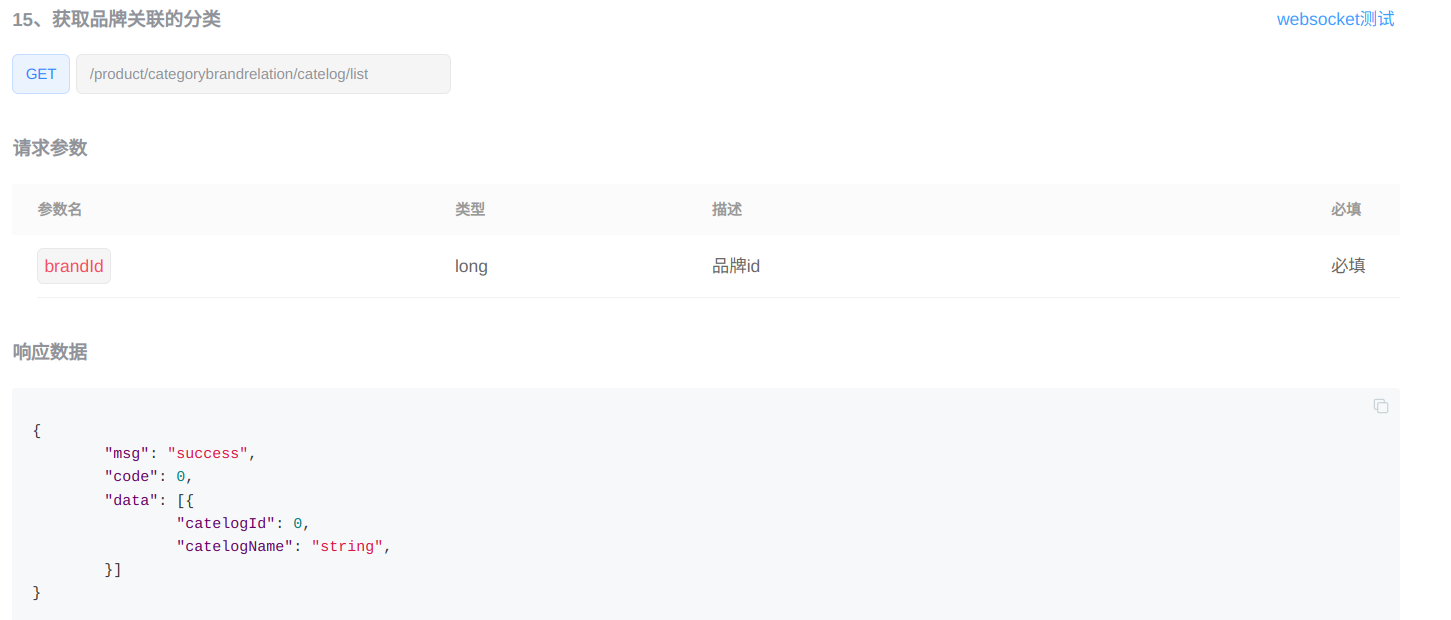 15、获取品牌关联的分类 websocket测试
GET /product/categorybrandrelation/catelog/list
请求参数
参数名 类型 描述 必填
brandId long 品牌id 必填
响应数据
{
"msg": "success",
"code": 0,
"data": [{
"catelogId": 0,
"catelogName": "string",
}]
}